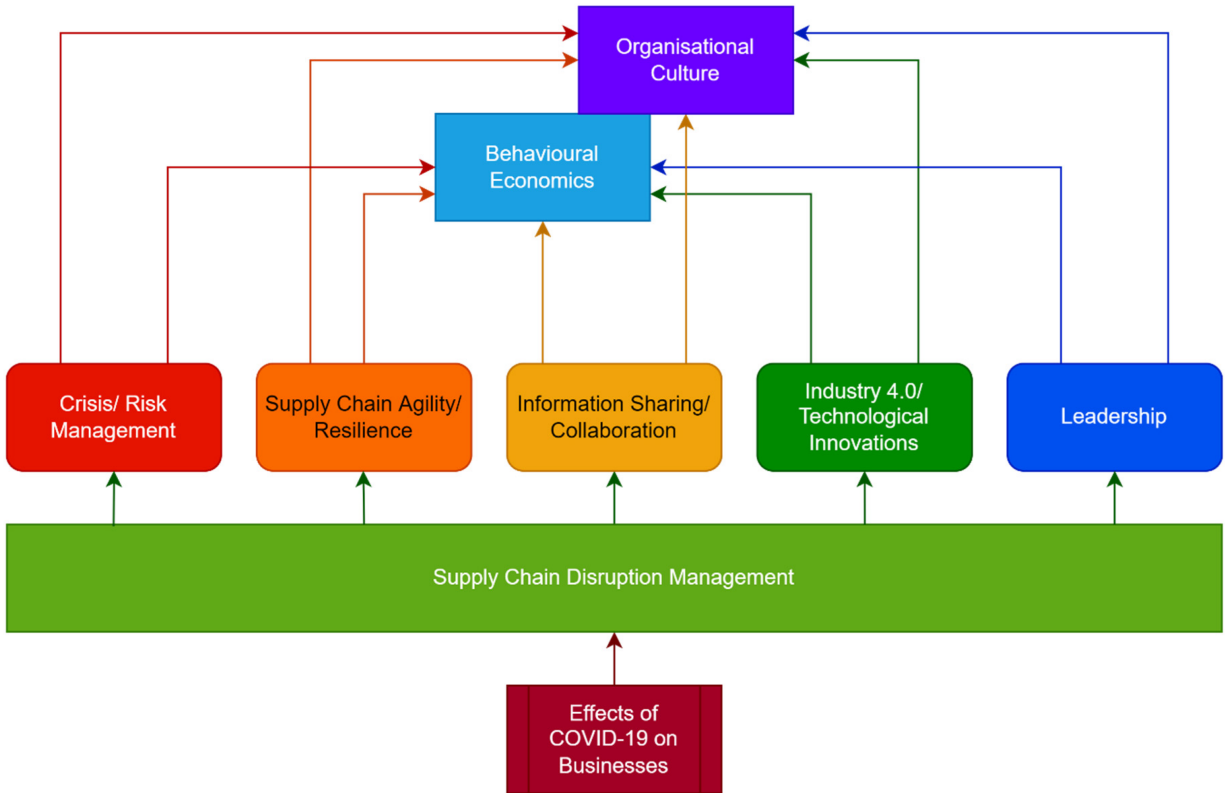 Organisational
Culture
Behavioural
Economics
Crisis/ Risk
Management
Supply Chain Agility/
Resilience
Information Sharing/
Collaboration
Industry 4.0/
Technological
Innovations
Leadership
Supply Chain Disruption Management
Effects of
COVID-19 on
Businesses